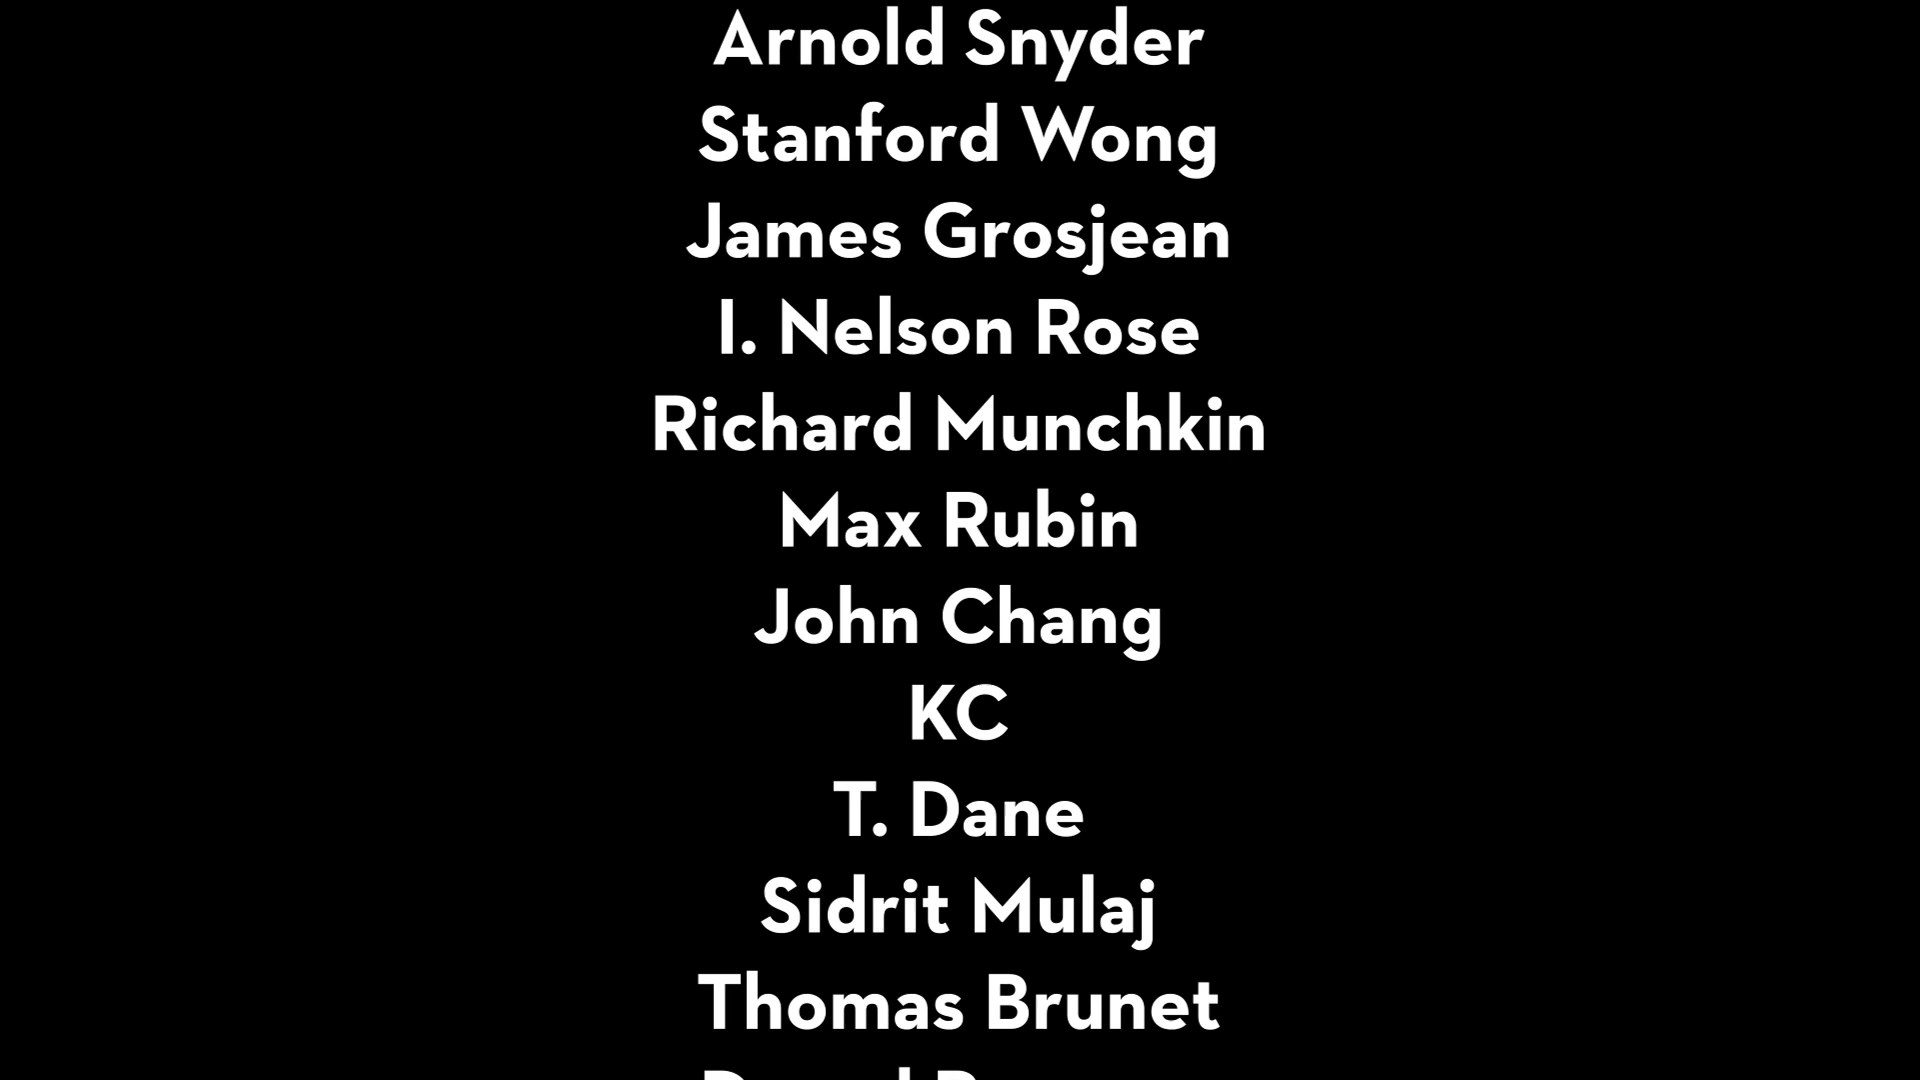 Arnold Snyder
Stanford Wong
James Grosjean
I. Nelson Rose
Richard Munchkin
Max Rubin
John Chang
KC
T. Dane
Sidrit Mulaj
Thomas Brunet